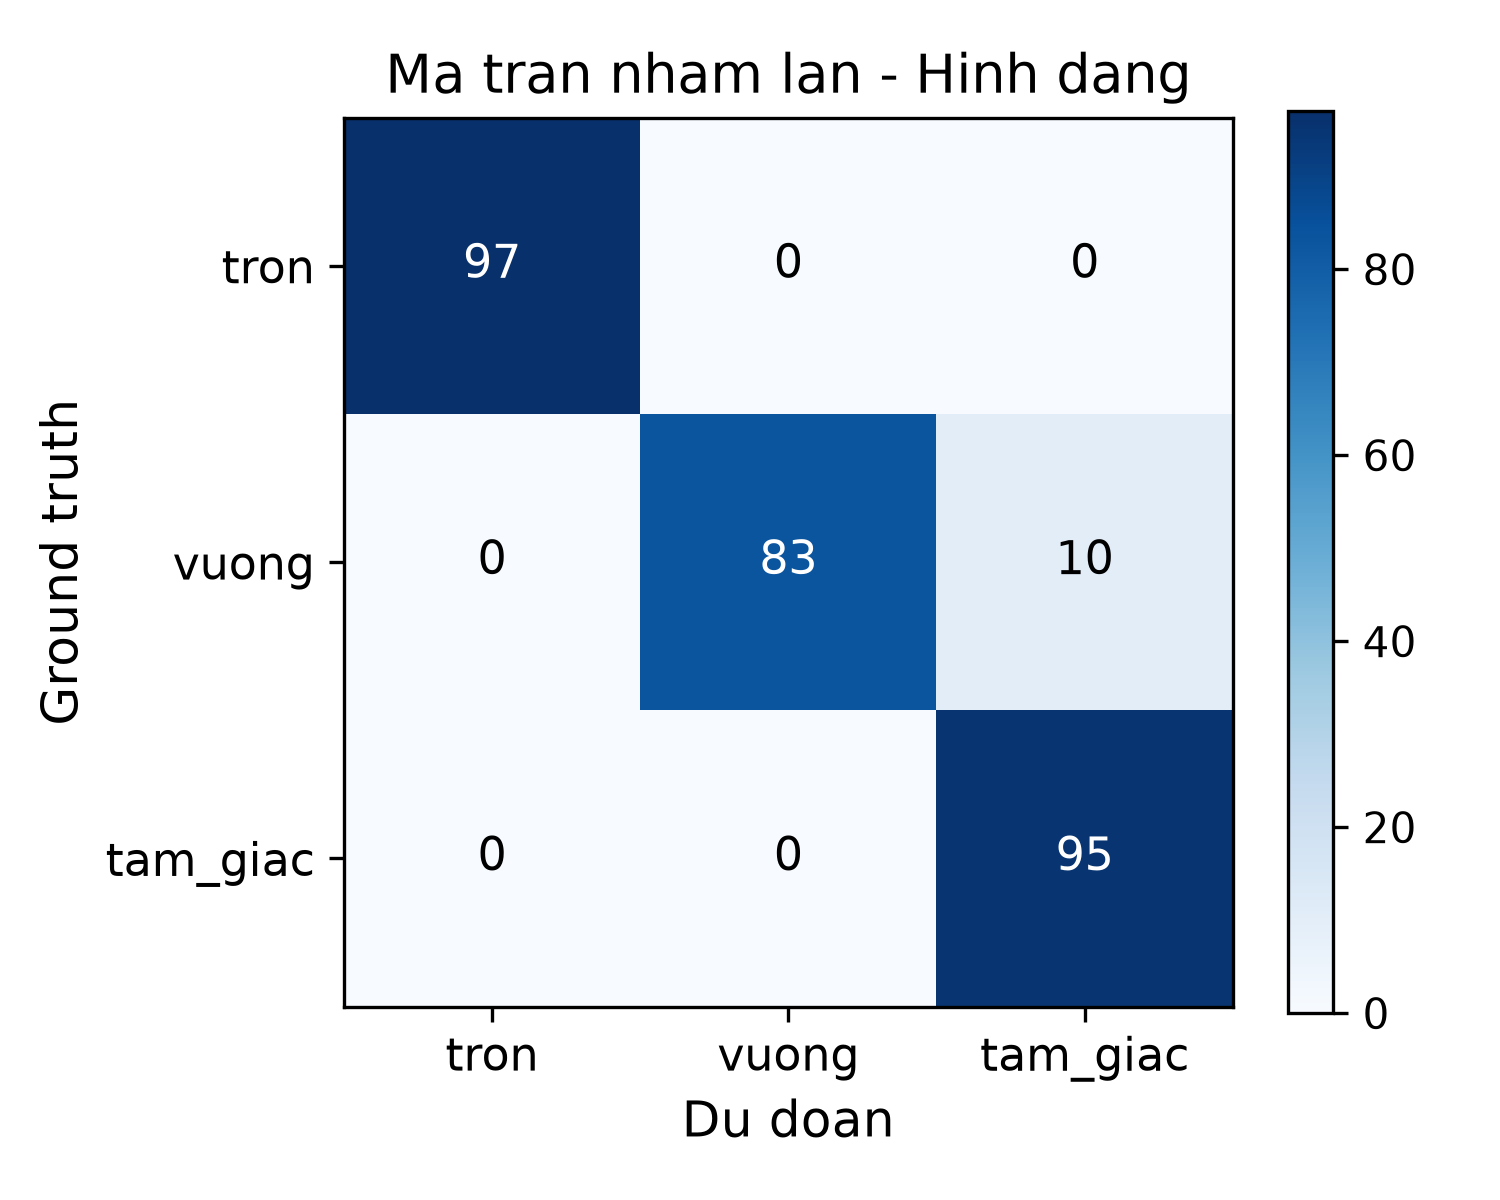 Ma tran nham lan - Hinh dang
Ground truth
tron
97 0 0
vuong
0 83 10
tam_giac
0 0 95
tron vuong tam_giac
Du doan
80
60
40
20
0